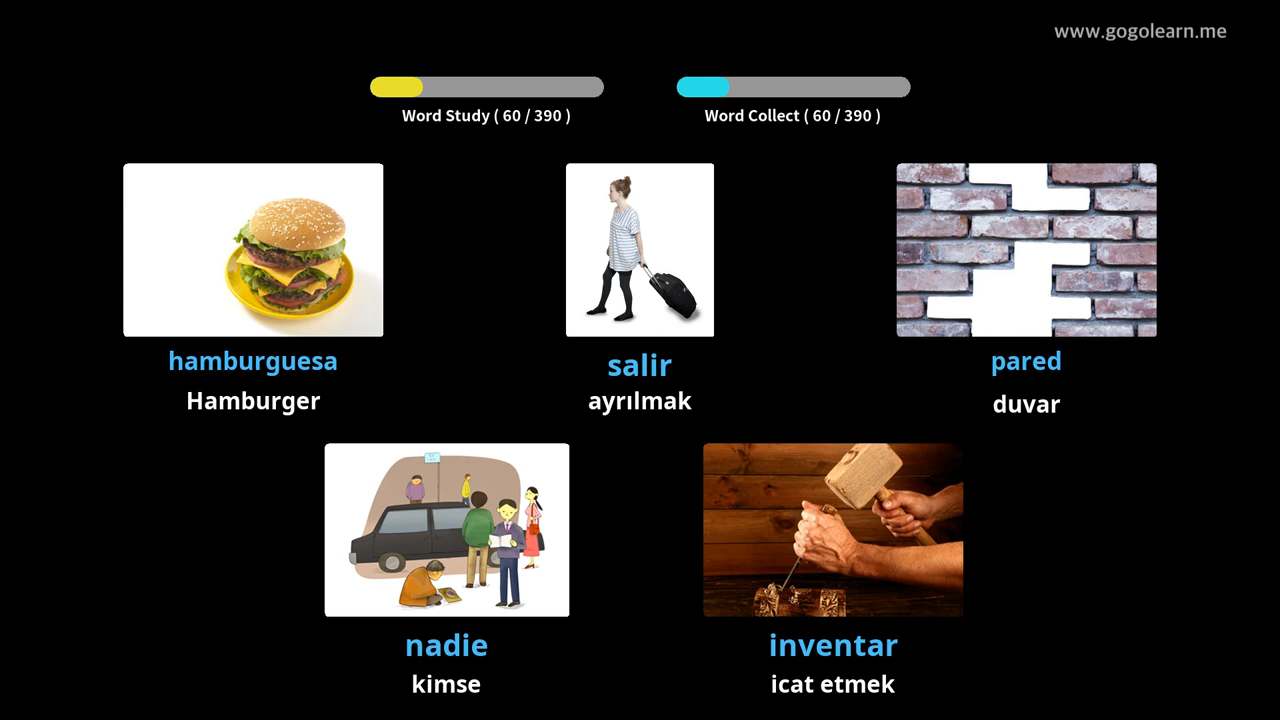 www.gogolearn.me
Word Study ( 60 / 390 )
Word Collect ( 60 / 390 )
hamburguesa
Hamburger
salir
ayrılmak
pared
duvar
nadie
kimse
inventar
icat etmek